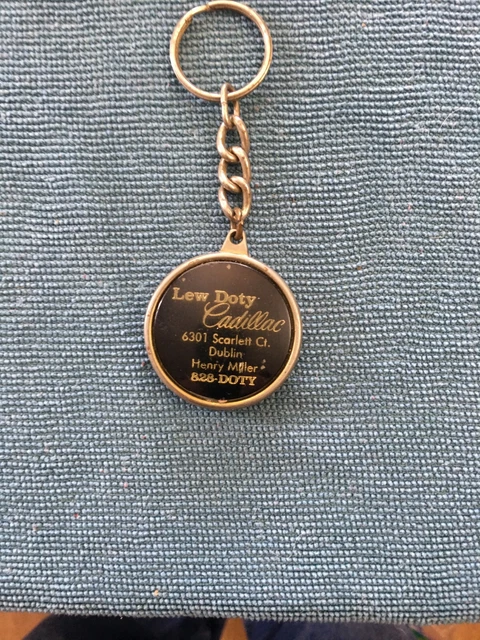 Lew Doty
Cadillac
6301 Scarlett Ct.
Dublin
Henry Miller
828-DOTY